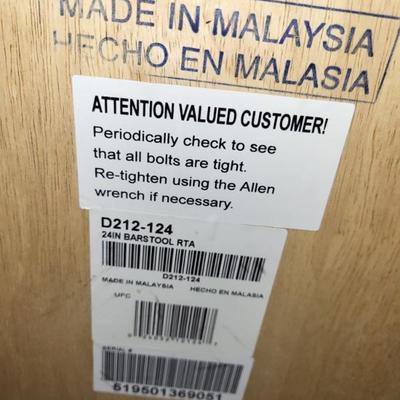 MADE IN MALAYSIA
HECHO EN MALASIA
ATTENTION VALUED CUSTOMER!
Periodically check to see
that all bolts are tight.
Re-tighten using the Allen
wrench if necessary.
D212-124
24IN BARSTOOL RTA
D212-124
MADE IN MALAYSIA HECHO EN MALASIA
UPC
SERIAL #
519501369051